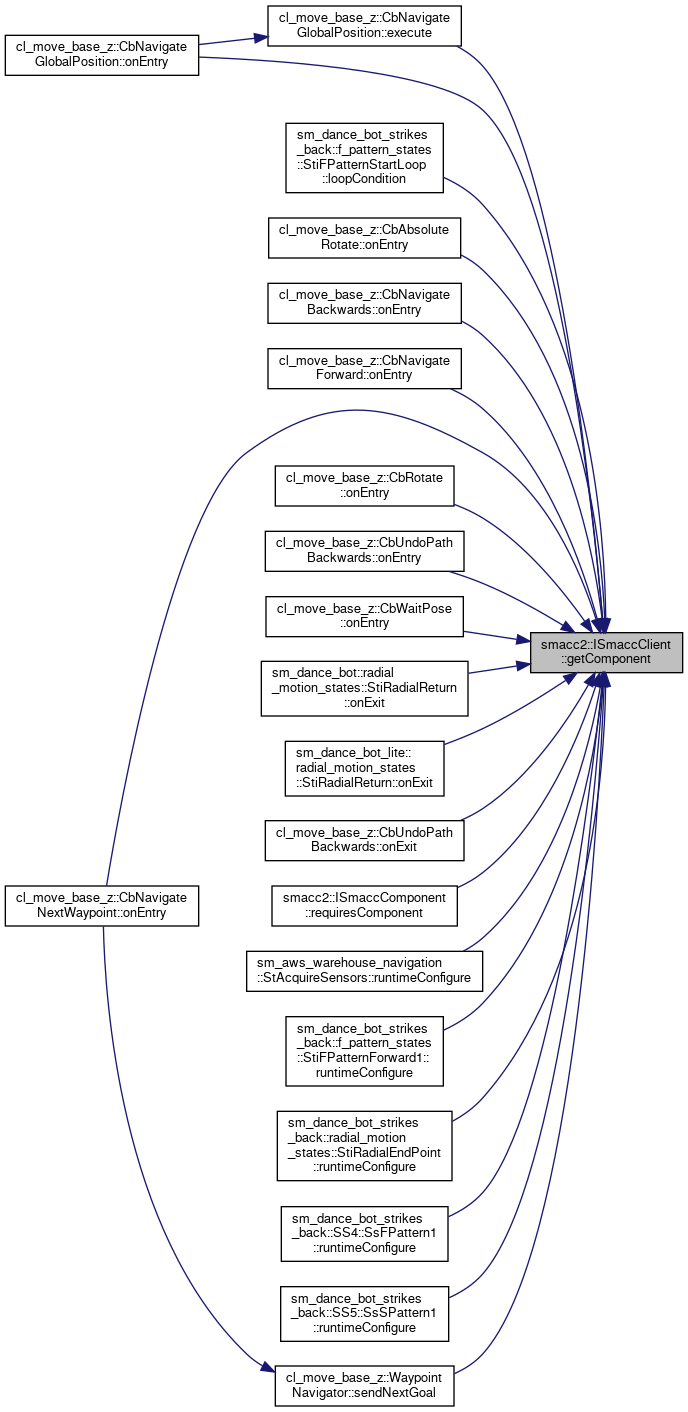 cl_move_base_z::CbNavigate
GlobalPosition::execute
cl_move_base_z::CbNavigate
GlobalPosition::onEntry
sm_dance_bot_strikes
_back::f_pattern_states
::StiFPatternStartLoop
::loopCondition
cl_move_base_z::CbAbsolute
Rotate::onEntry
cl_move_base_z::CbNavigate
Backwards::onEntry
cl_move_base_z::CbNavigate
Forward::onEntry
cl_move_base_z::CbRotate
::onEntry
cl_move_base_z::CbUndoPath
Backwards::onEntry
cl_move_base_z::CbWaitPose
::onEntry
smacc2::ISmaccClient
::getComponent
sm_dance_bot::radial
_motion_states::StiRadialReturn
::onExit
sm_dance_bot_lite::
radial_motion_states
::StiRadialReturn::onExit
cl_move_base_z::CbUndoPath
Backwards::onExit
cl_move_base_z::CbNavigate
NextWaypoint::onEntry
smacc2::ISmaccComponent
::requiresComponent
sm_aws_warehouse_navigation
::StAcquireSensors::runtimeConfigure
sm_dance_bot_strikes
_back::f_pattern_states
::StiFPatternForward1::
runtimeConfigure
sm_dance_bot_strikes
_back::radial_motion
_states::StiRadialEndPoint
::runtimeConfigure
sm_dance_bot_strikes
_back::SS4::SsFPattern1
::runtimeConfigure
sm_dance_bot_strikes
_back::SS5::SsSPattern1
::runtimeConfigure
cl_move_base_z::Waypoint
Navigator::sendNextGoal